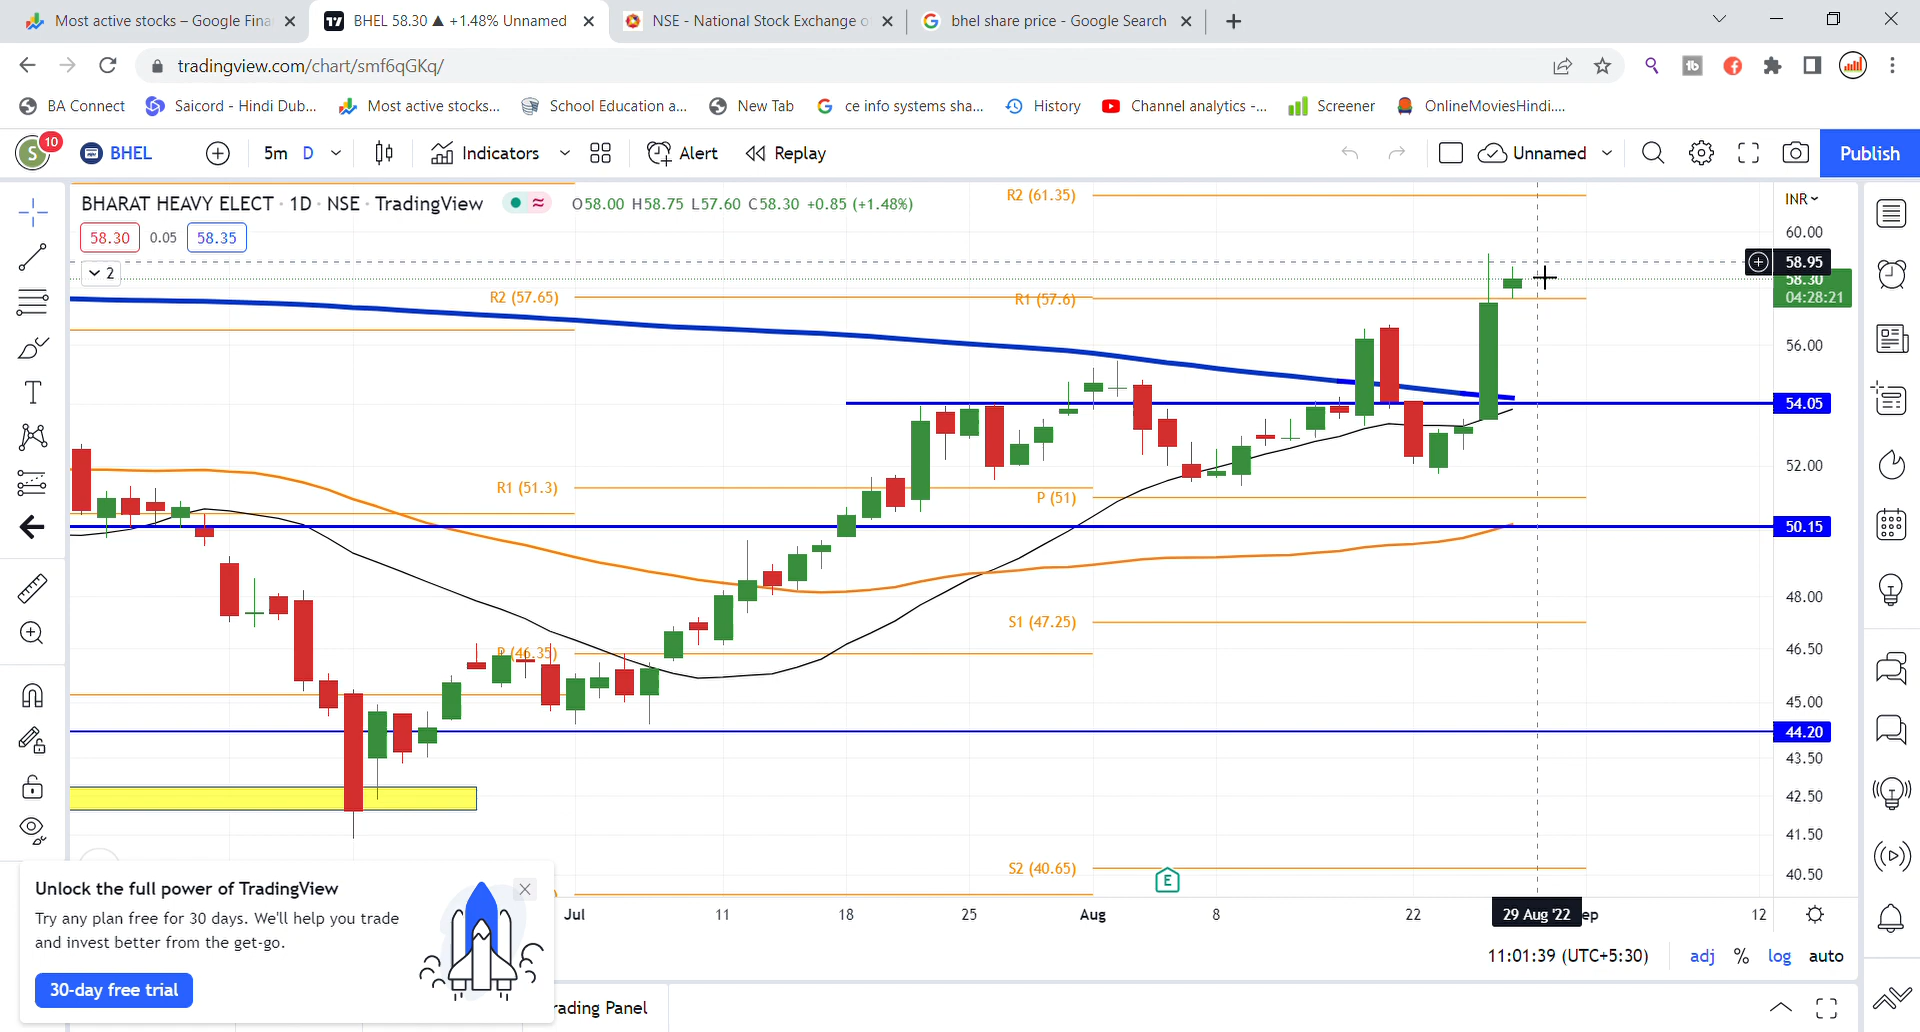 Most active stocks – Google Fina
BHEL 58.30 ▲ +1.48% Unnamed
NSE - National Stock Exchange o
bhel share price - Google Search
tradingview.com/chart/smf6qGKq/
BA Connect
Saicord - Hindi Dub...
Most active stocks...
School Education a...
New Tab
ce info systems sha...
History
Channel analytics -...
Screener
OnlineMoviesHindi....
S
10
BHEL
5m
D
Indicators
Alert
Replay
Unnamed
Publish
BHARAT HEAVY ELECT · 1D · NSE · TradingView
O58.00 H58.75 L57.60 C58.30 +0.85 (+1.48%)
58.30
0.05
58.35
2
R2 (61.35)
R2 (57.65)
R1 (57.6)
R1 (51.3)
P (51)
S1 (47.25)
P (46.35)
S2 (40.65)
E
INR
60.00
58.95
58.30
04:28:21
56.00
54.05
52.00
50.15
48.00
46.50
45.00
44.20
43.50
42.50
41.50
40.50
Jul
11
18
25
Aug
8
22
29 Aug '22
ep
12
Unlock the full power of TradingView
Try any plan free for 30 days. We'll help you trade
and invest better from the get-go.
30-day free trial
11:01:39 (UTC+5:30)
adj
%
log
auto
rading Panel